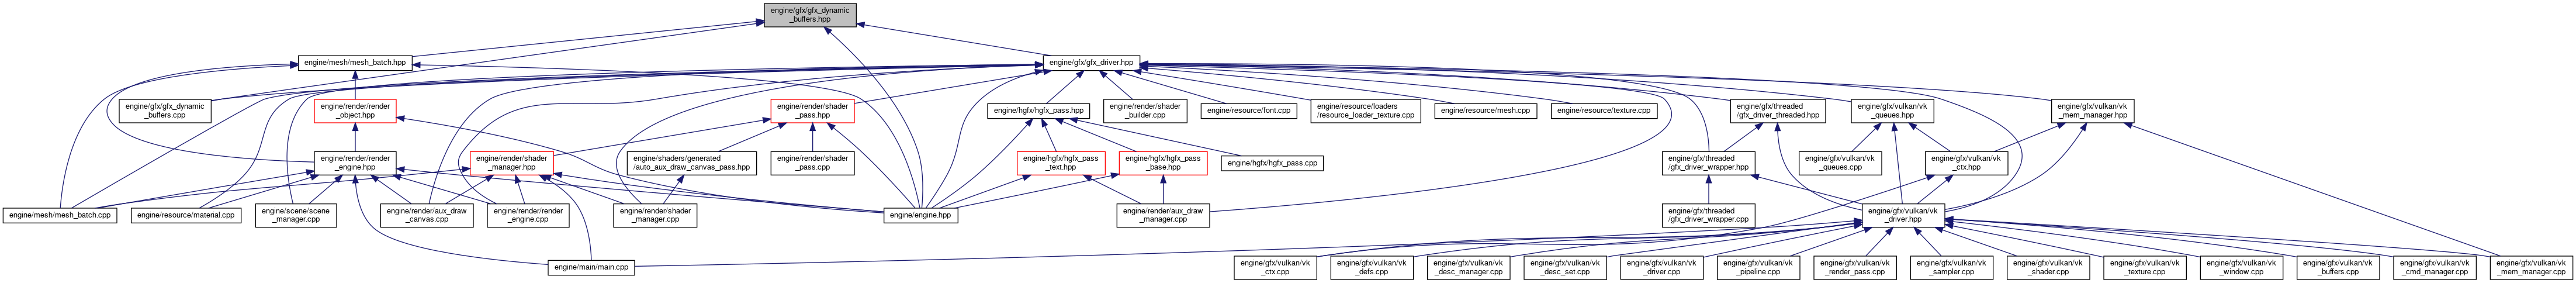 engine/gfx/gfx_dynamic
_buffers.hpp
engine/mesh/mesh_batch.hpp
engine/gfx/gfx_driver.hpp
engine/gfx/gfx_dynamic
_buffers.cpp
engine/render/render
_object.hpp
engine/render/shader
_pass.hpp
engine/hgfx/hgfx_pass.hpp
engine/render/shader
_builder.cpp
engine/resource/font.cpp
engine/resource/loaders
/resource_loader_texture.cpp
engine/resource/mesh.cpp
engine/resource/texture.cpp
engine/gfx/threaded
/gfx_driver_threaded.hpp
engine/gfx/vulkan/vk
_queues.hpp
engine/gfx/vulkan/vk
_mem_manager.hpp
engine/render/render
_engine.hpp
engine/render/shader
_manager.hpp
engine/shaders/generated
/auto_aux_draw_canvas_pass.hpp
engine/render/shader
_pass.cpp
engine/hgfx/hgfx_pass
_text.hpp
engine/hgfx/hgfx_pass
_base.hpp
engine/hgfx/hgfx_pass.cpp
engine/gfx/threaded
/gfx_driver_wrapper.hpp
engine/gfx/vulkan/vk
_queues.cpp
engine/gfx/vulkan/vk
_ctx.hpp
engine/mesh/mesh_batch.cpp
engine/resource/material.cpp
engine/scene/scene
_manager.cpp
engine/render/aux_draw
_canvas.cpp
engine/render/render
_engine.cpp
engine/render/shader
_manager.cpp
engine/engine.hpp
engine/render/aux_draw
_manager.cpp
engine/gfx/threaded
/gfx_driver_wrapper.cpp
engine/gfx/vulkan/vk
_driver.hpp
engine/main/main.cpp
engine/gfx/vulkan/vk
_ctx.cpp
engine/gfx/vulkan/vk
_defs.cpp
engine/gfx/vulkan/vk
_desc_manager.cpp
engine/gfx/vulkan/vk
_desc_set.cpp
engine/gfx/vulkan/vk
_driver.cpp
engine/gfx/vulkan/vk
_pipeline.cpp
engine/gfx/vulkan/vk
_render_pass.cpp
engine/gfx/vulkan/vk
_sampler.cpp
engine/gfx/vulkan/vk
_shader.cpp
engine/gfx/vulkan/vk
_texture.cpp
engine/gfx/vulkan/vk
_window.cpp
engine/gfx/vulkan/vk
_buffers.cpp
engine/gfx/vulkan/vk
_cmd_manager.cpp
engine/gfx/vulkan/vk
_mem_manager.cpp